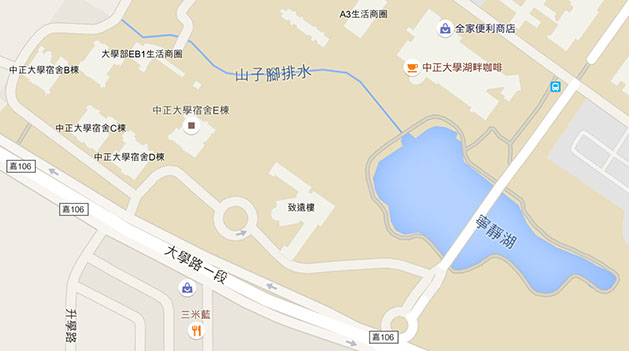 A3生活商圈
全家便利商店
大學部EB1生活商圈
中正大學宿舍B棟
山子腳排水
中正大學湖畔咖啡
中正大學宿舍E棟
中正大學宿舍C棟
中正大學宿舍D棟
嘉106
嘉106
致遠樓
寧靜湖
大學路一段
三米藍
升學路
嘉106